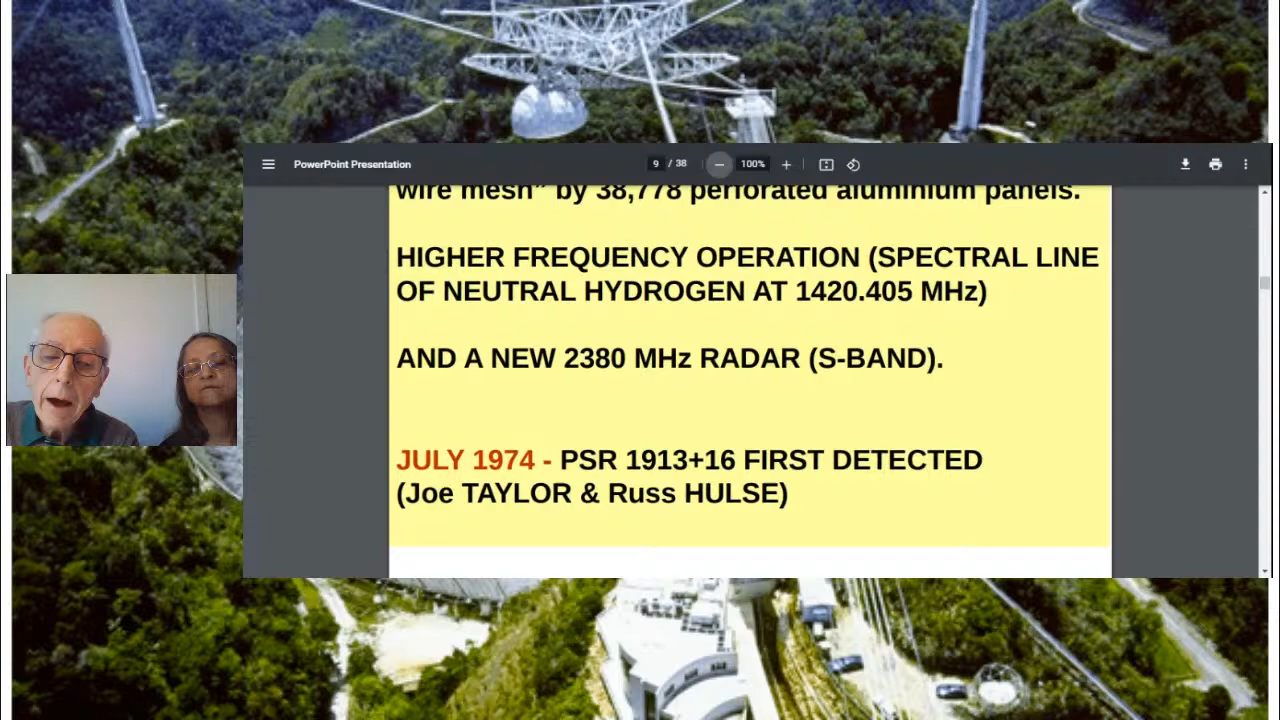 PowerPoint Presentation
9 / 38
100%
wire mesh" by 38,778 perforated aluminium panels.
HIGHER FREQUENCY OPERATION (SPECTRAL LINE
OF NEUTRAL HYDROGEN AT 1420.405 MHz)
AND A NEW 2380 MHz RADAR (S-BAND).
JULY 1974 - PSR 1913+16 FIRST DETECTED
(Joe TAYLOR & Russ HULSE)